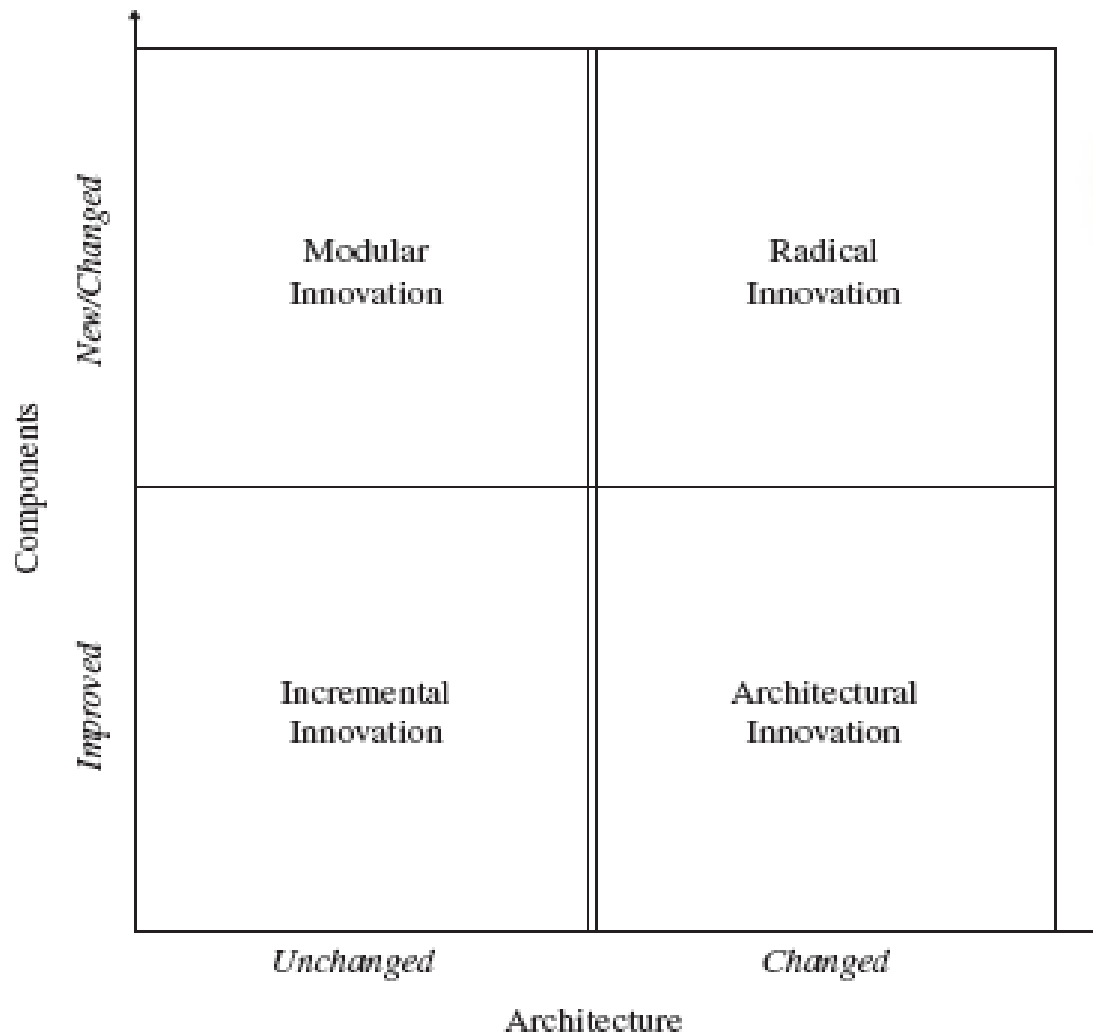 New/Changed
Modular
Innovation
Radical
Innovation
Components
Improved
Incremental
Innovation
Architectural
Innovation
Unchanged
Changed
Architecture